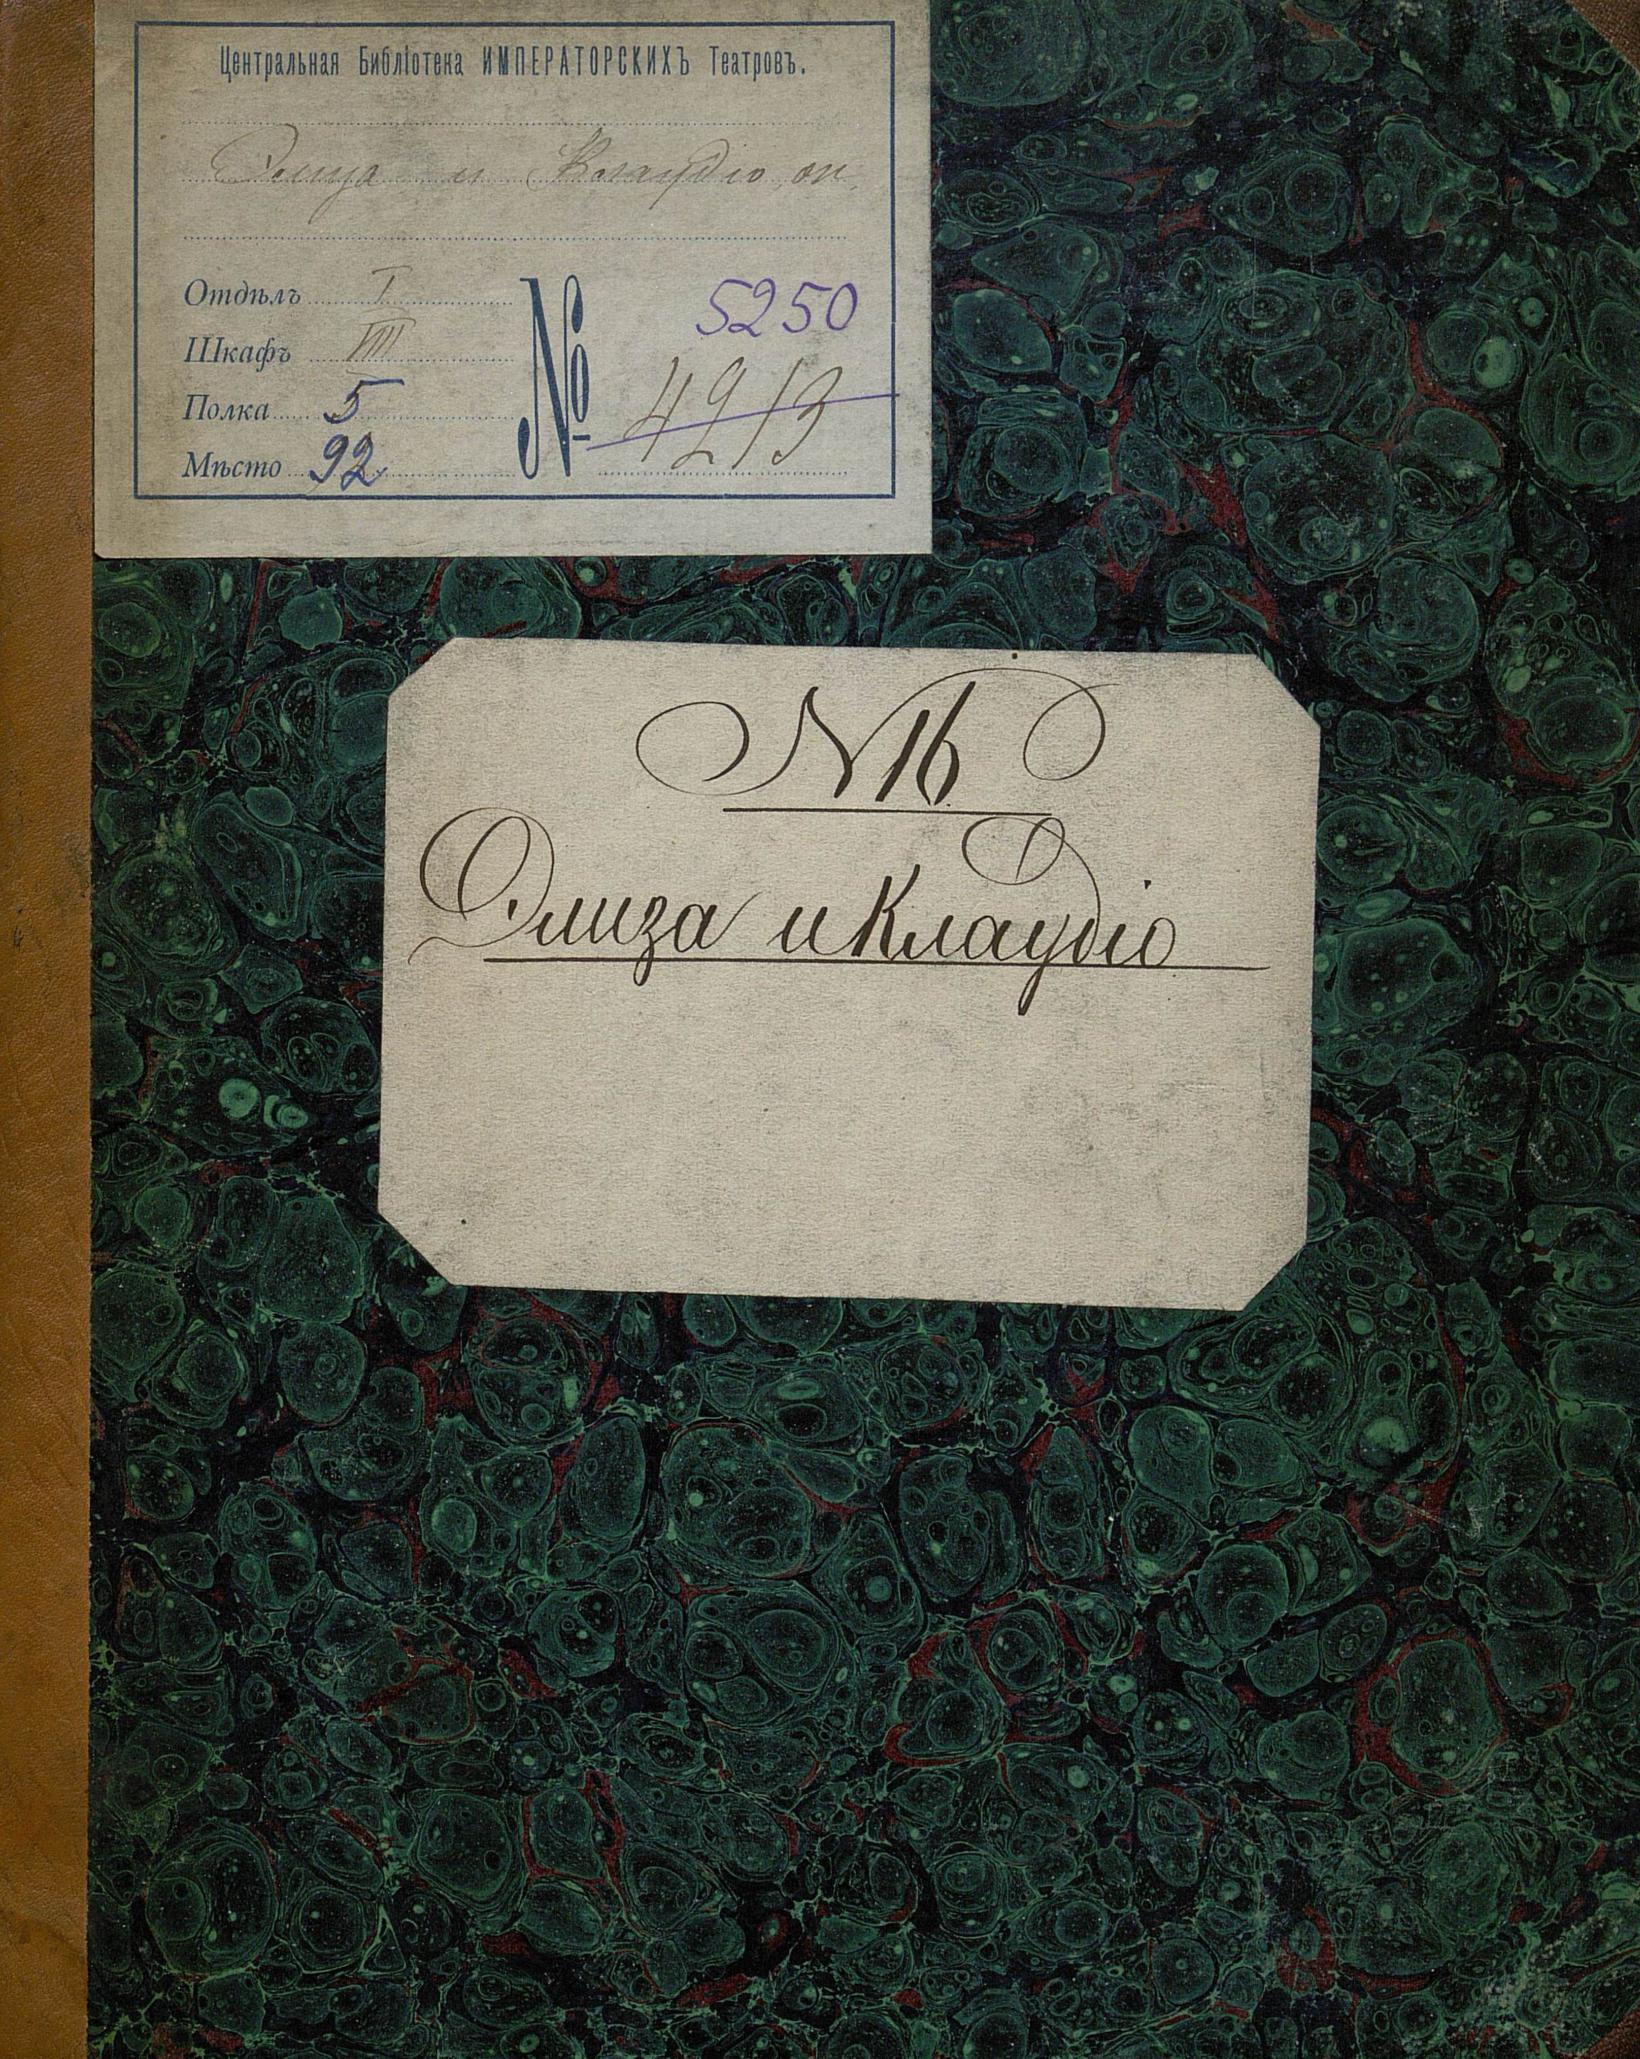 Центральная Библіотека ИМПЕРАТОРСКИХЪ Театровъ.
Элиза и Клаудіо, оп.
Отдѣлъ I
Шкафъ VIII
Полка 5
Мѣсто 92
№ 5250
4213
N 16
Элиза и Клаудіо